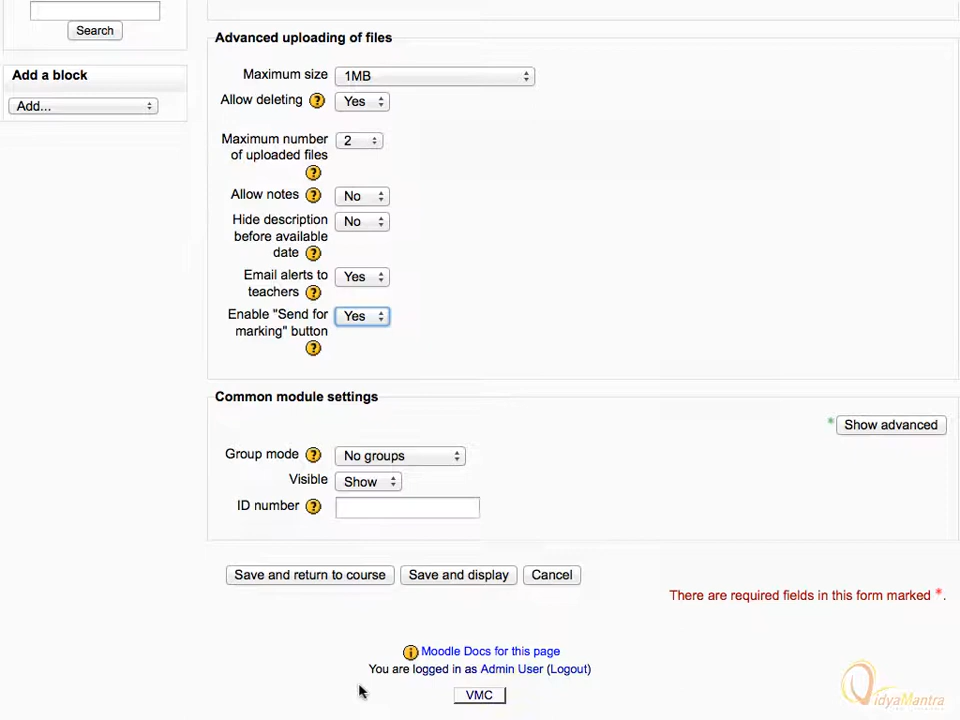 Search
Add a block
Add...
Advanced uploading of files
Maximum size 1MB
Allow deleting ? Yes
Maximum number 2
of uploaded files
?
Allow notes ? No
Hide description No
before available
date ?
Email alerts to Yes
teachers ?
Enable "Send for Yes
marking" button
?
Common module settings
* Show advanced
Group mode ? No groups
Visible Show
ID number ?
Save and return to course Save and display Cancel
There are required fields in this form marked *.
i Moodle Docs for this page
You are logged in as Admin User (Logout)
VMC
VidyaMantra